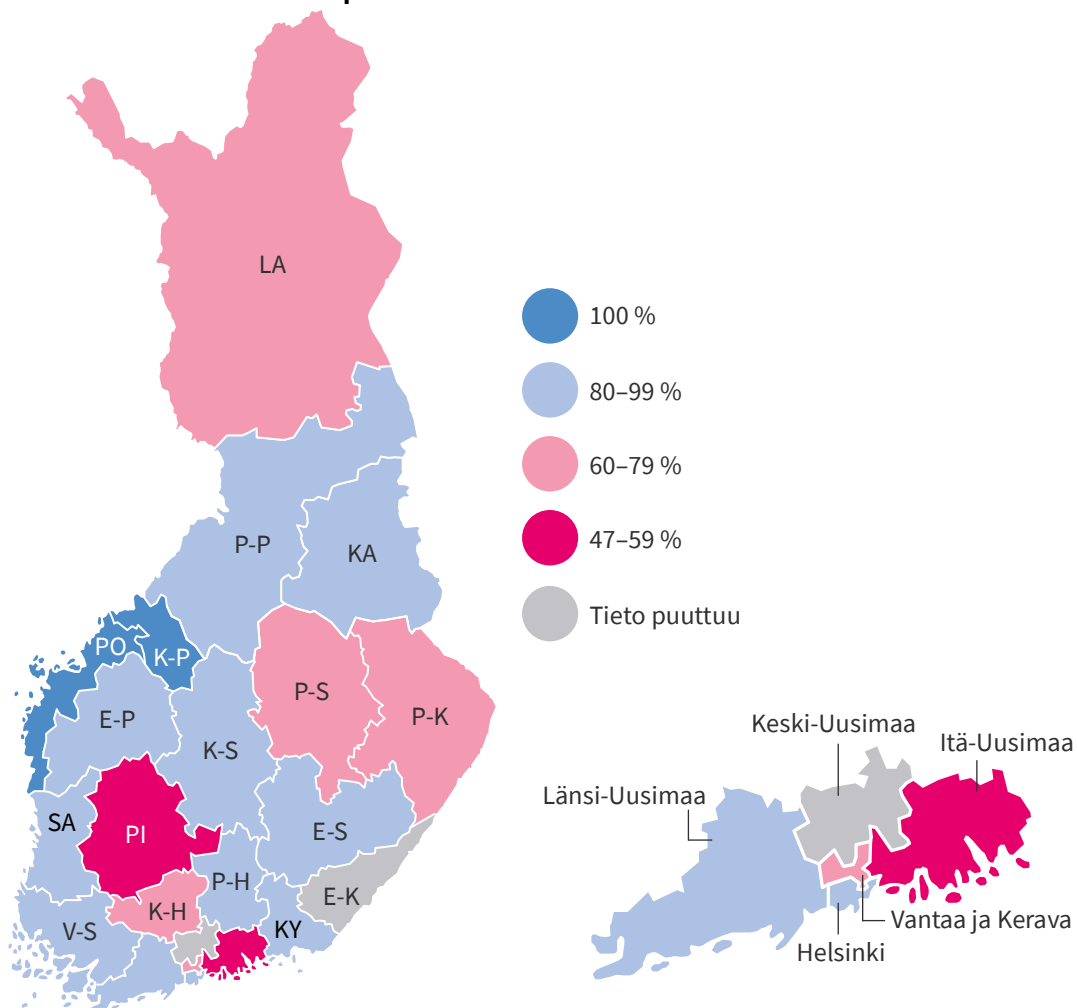 LA
100 %
80–99 %
60–79 %
47–59 %
Tieto puuttuu
P-P
KA
PO
K-P
E-P
K-S
P-S
P-K
SA
PI
E-S
P-H
E-K
K-H
V-S
KY
Keski-Uusimaa
Itä-Uusimaa
Länsi-Uusimaa
Vantaa ja Kerava
Helsinki